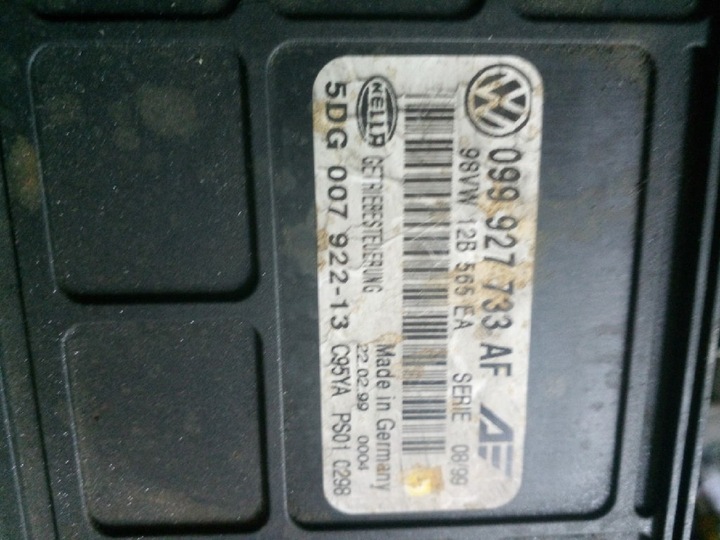 099 927 733 AF
98VW 12B 565 EA SERIE 08/99
HELLA GETRIEBESTEUERUNG Made in Germany
22.02.99 0004
5DG 007 922-13 C95YA PS01 0298